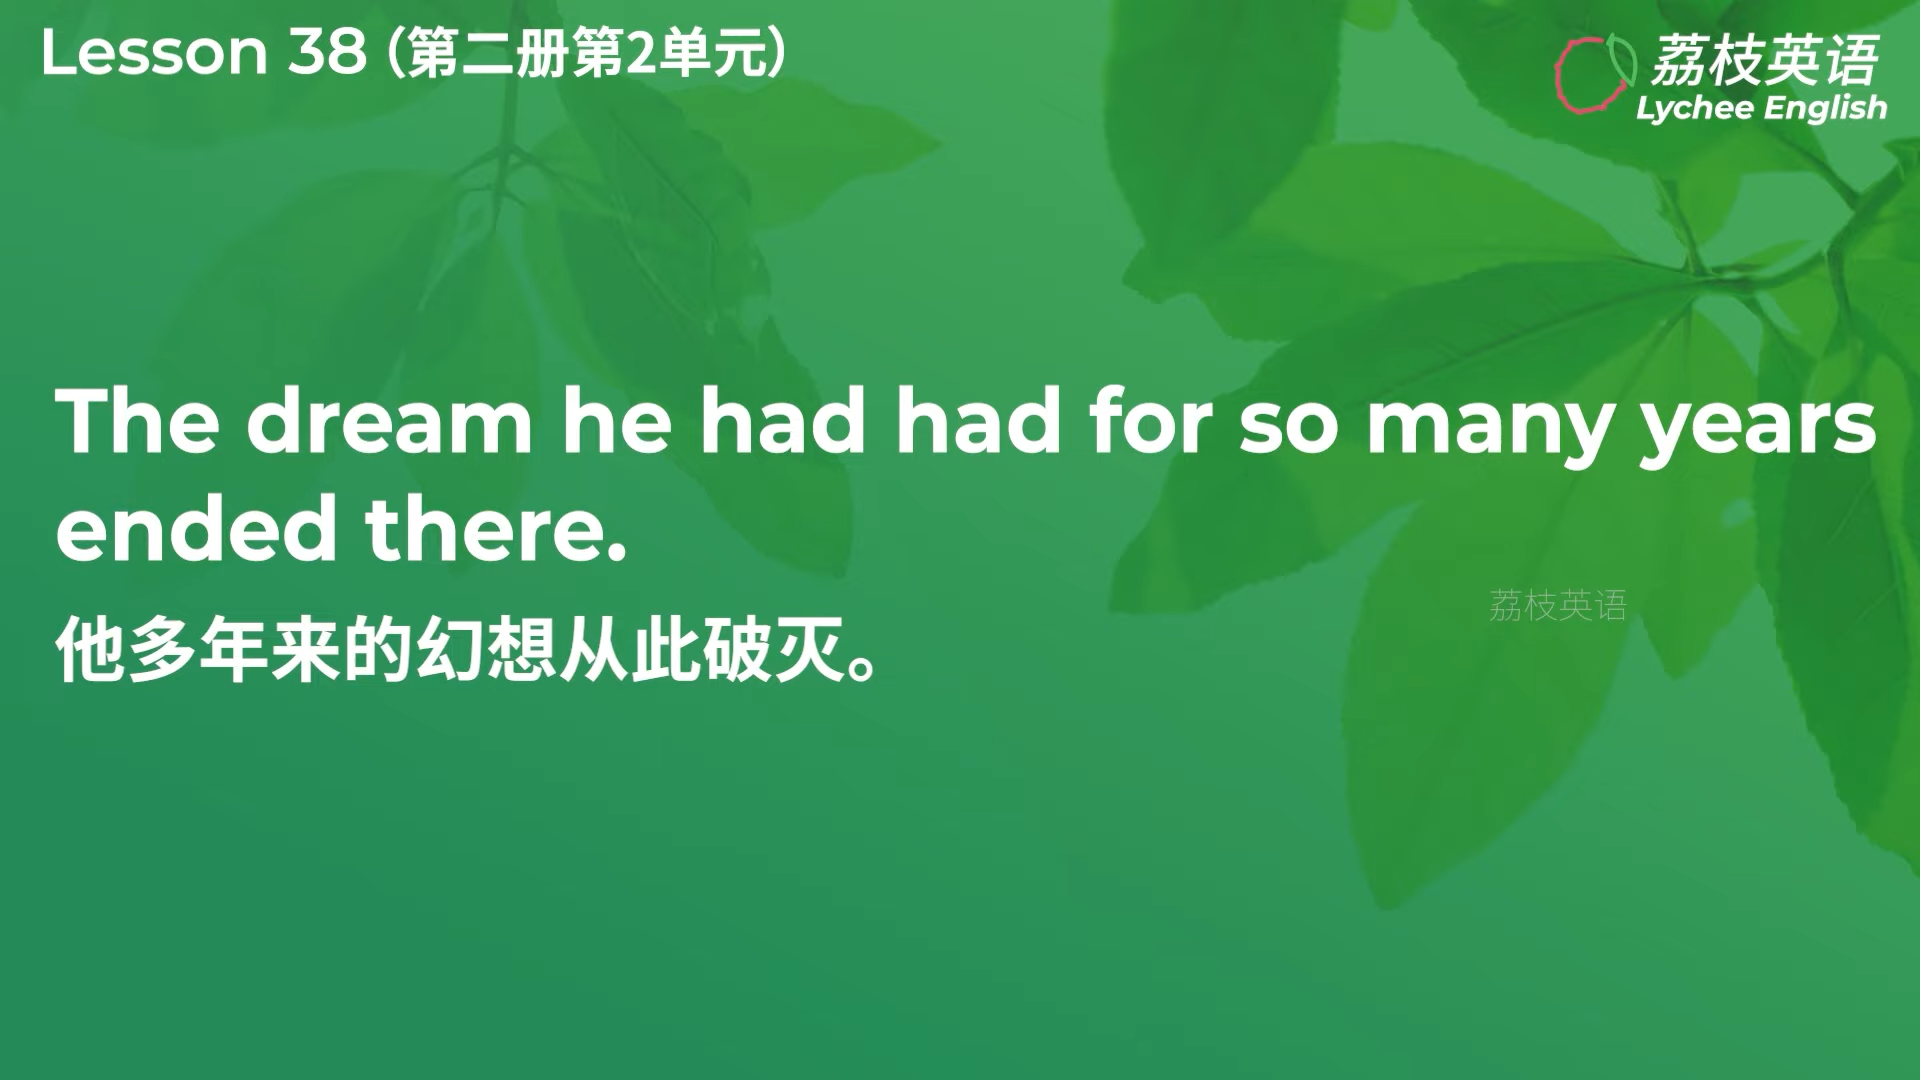 Lesson 38（第二册第2单元）
荔枝英语
Lychee English
The dream he had had for so many years
ended there.
他多年来的幻想从此破灭。
荔枝英语